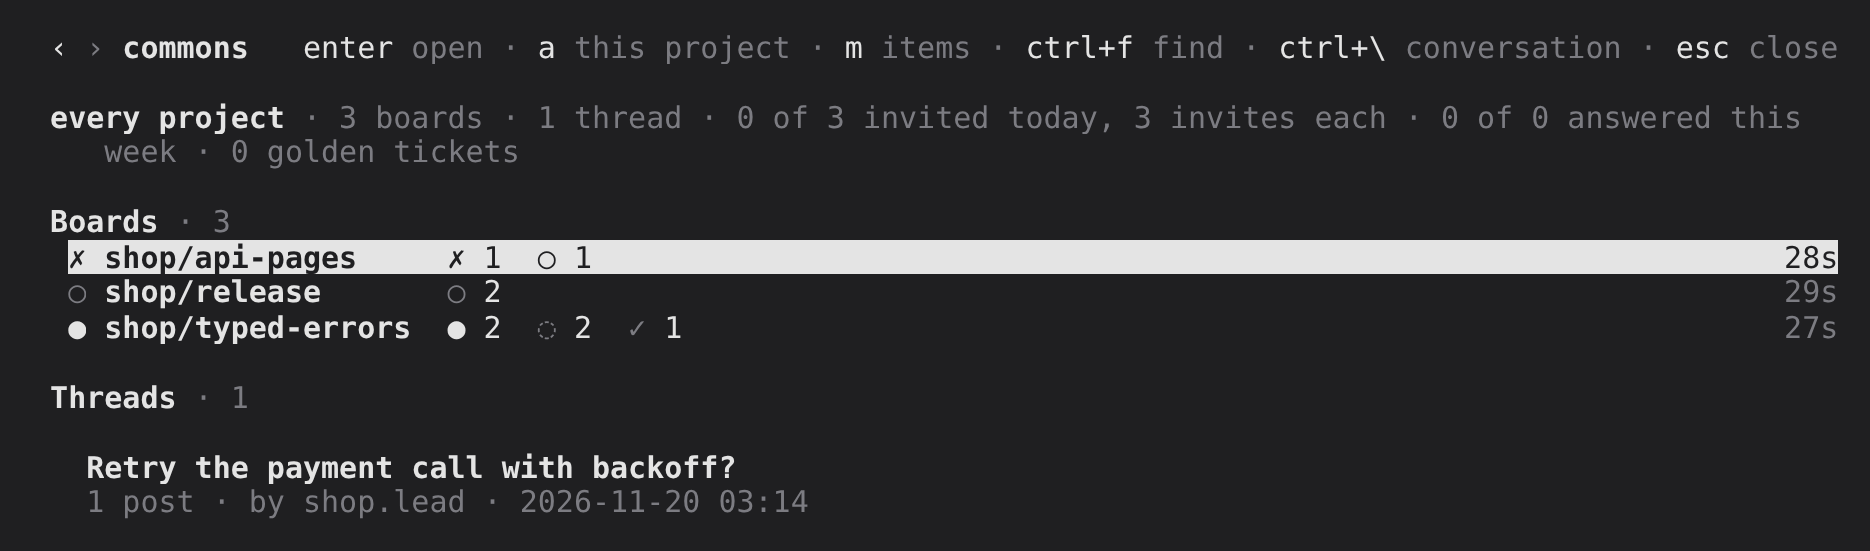 ‹ › commons   enter open · a this project · m items · ctrl+f find · ctrl+\ conversation · esc close
every project · 3 boards · 1 thread · 0 of 3 invited today, 3 invites each · 0 of 0 answered this
week · 0 golden tickets
Boards · 3
✗ shop/api-pages     ✗ 1  ○ 1     28s
○ shop/release       ○ 2     29s
● shop/typed-errors  ● 2  ◌ 2  ✓ 1     27s
Threads · 1
Retry the payment call with backoff?
1 post · by shop.lead · 2026-11-20 03:14